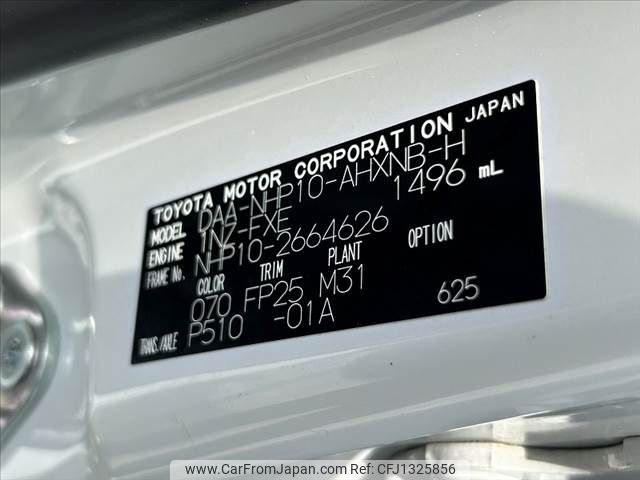 TOYOTA MOTOR CORPORATION JAPAN
MODEL DAA-NHP10-AHXNB-H
ENGINE 1NZ-FXE 1496 mL
FRAME No. NHP10-2664626
COLOR TRIM PLANT OPTION
070 FP25 M31
TRANS./AXLE P510 -01A 625
www.CarFromJapan.com | CFJ1325856